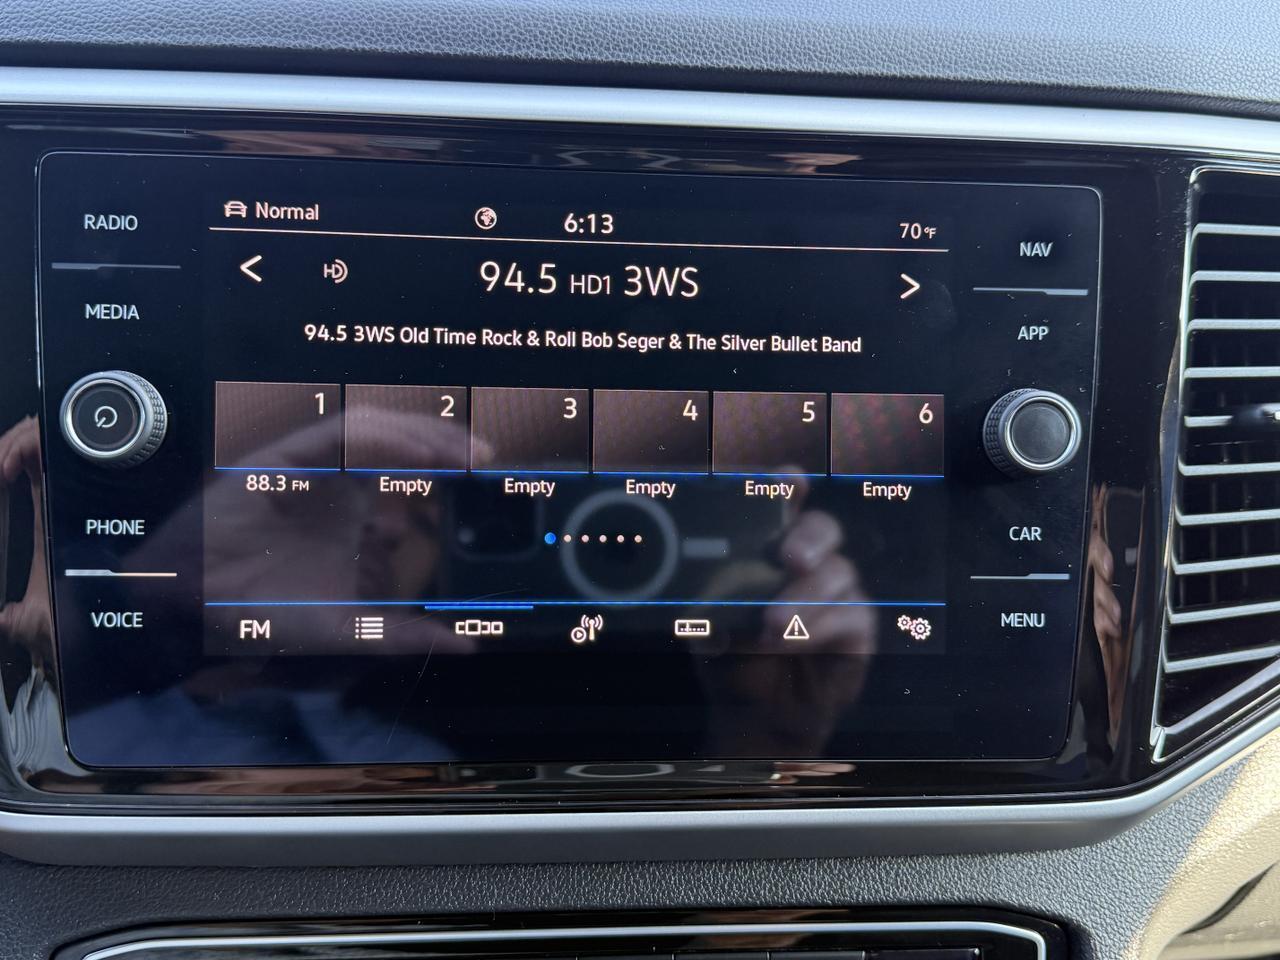 RADIO
MEDIA
PHONE
VOICE
Normal
6:13
70°F
HD
94.5 HD1 3WS
94.5 3WS Old Time Rock & Roll Bob Seger & The Silver Bullet Band
1 2 3 4 5 6
88.3 FM Empty Empty Empty Empty Empty
FM
NAV
APP
CAR
MENU